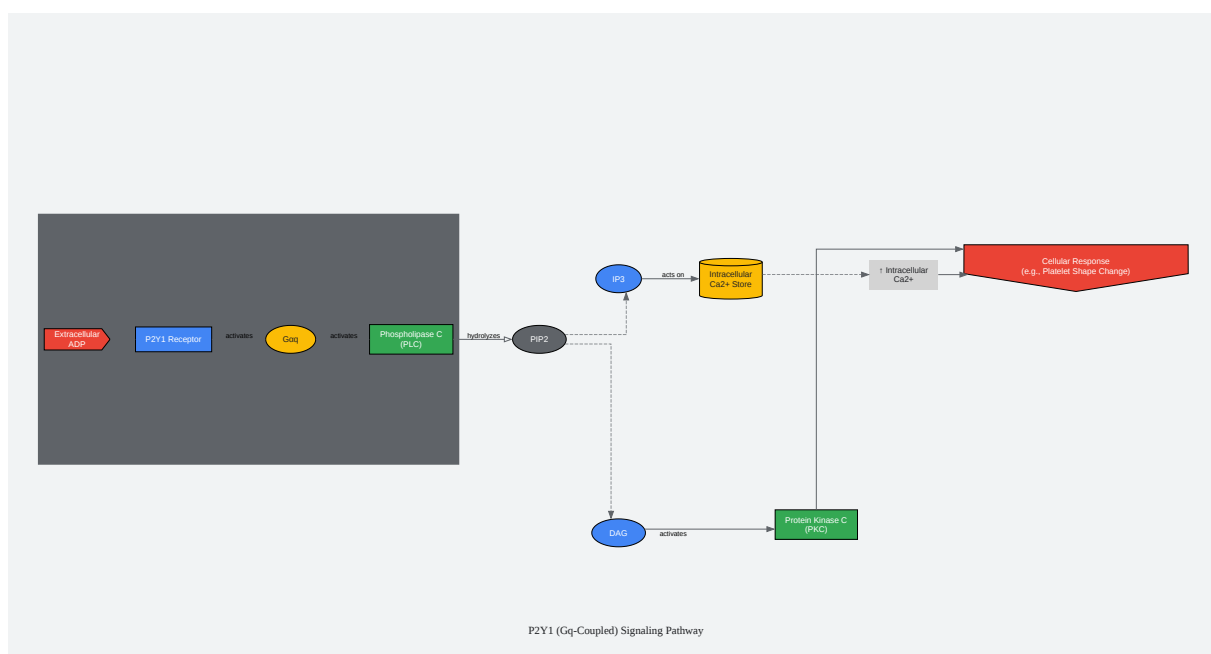 Extracellular
ADP
P2Y1 Receptor
activates
Gαq
activates
Phospholipase C
(PLC)
hydrolyzes
PIP2
IP3
acts on
Intracellular
Ca2+ Store
↑ Intracellular
Ca2+
Cellular Response
(e.g., Platelet Shape Change)
DAG
activates
Protein Kinase C
(PKC)
P2Y1 (Gq-Coupled) Signaling Pathway